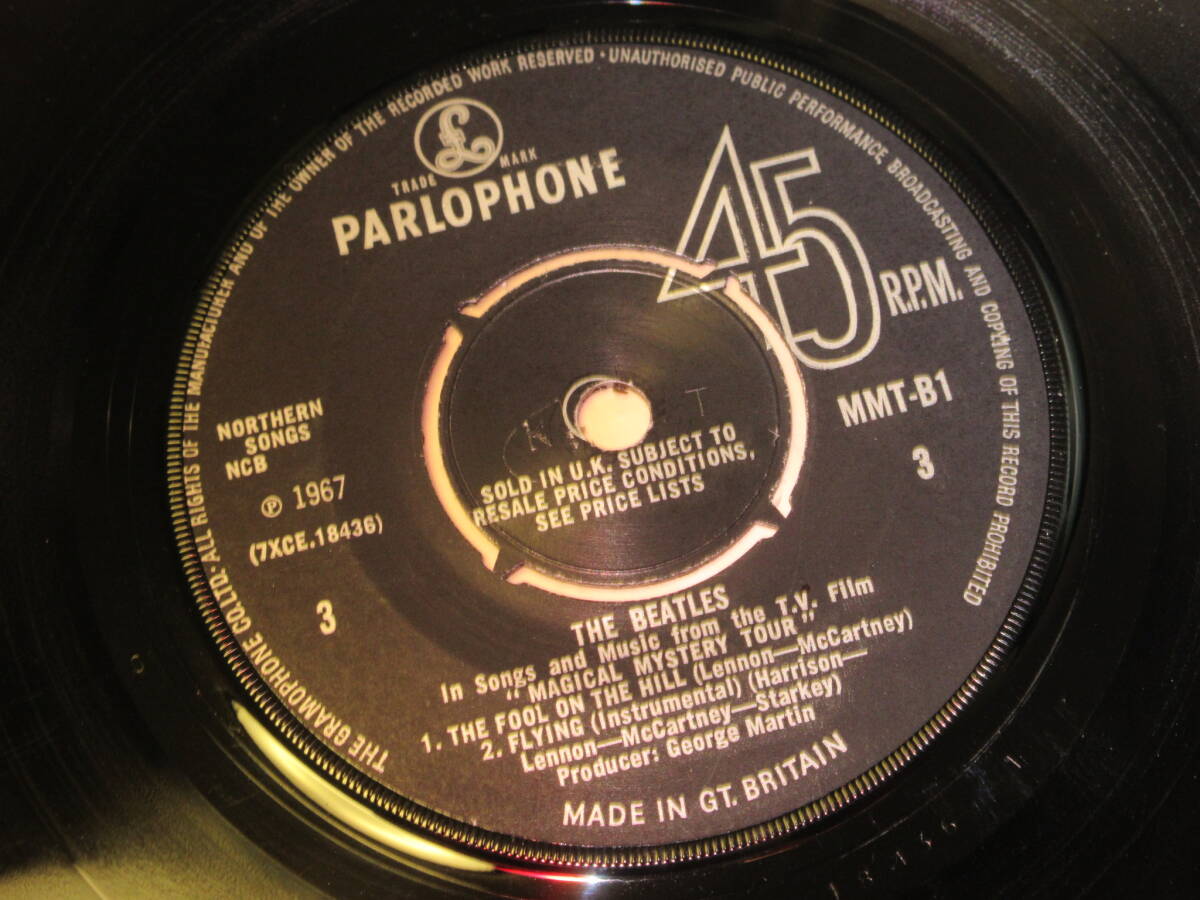 THE GRAMOPHONE CO.LTD. · ALL RIGHTS OF THE MANUFACTURER AND OF THE OWNER OF THE RECORDED WORK RESERVED · UNAUTHORISED PUBLIC PERFORMANCE BROADCASTING AND COPYING OF THIS RECORD PROHIBITED
£
TRADE MARK
PARLOPHONE
45 R.P.M.
MMT-B1
3
NORTHERN
SONGS
NCB
℗ 1967
(7XCE.18436)
3
SOLD IN U.K. SUBJECT TO
RESALE PRICE CONDITIONS,
SEE PRICE LISTS
THE BEATLES
In Songs and Music from the T.V. Film
"MAGICAL MYSTERY TOUR"
1. THE FOOL ON THE HILL (Lennon—McCartney)
2. FLYING (Instrumental) (Harrison—
Lennon—McCartney—Starkey)
Producer: George Martin
MADE IN GT. BRITAIN